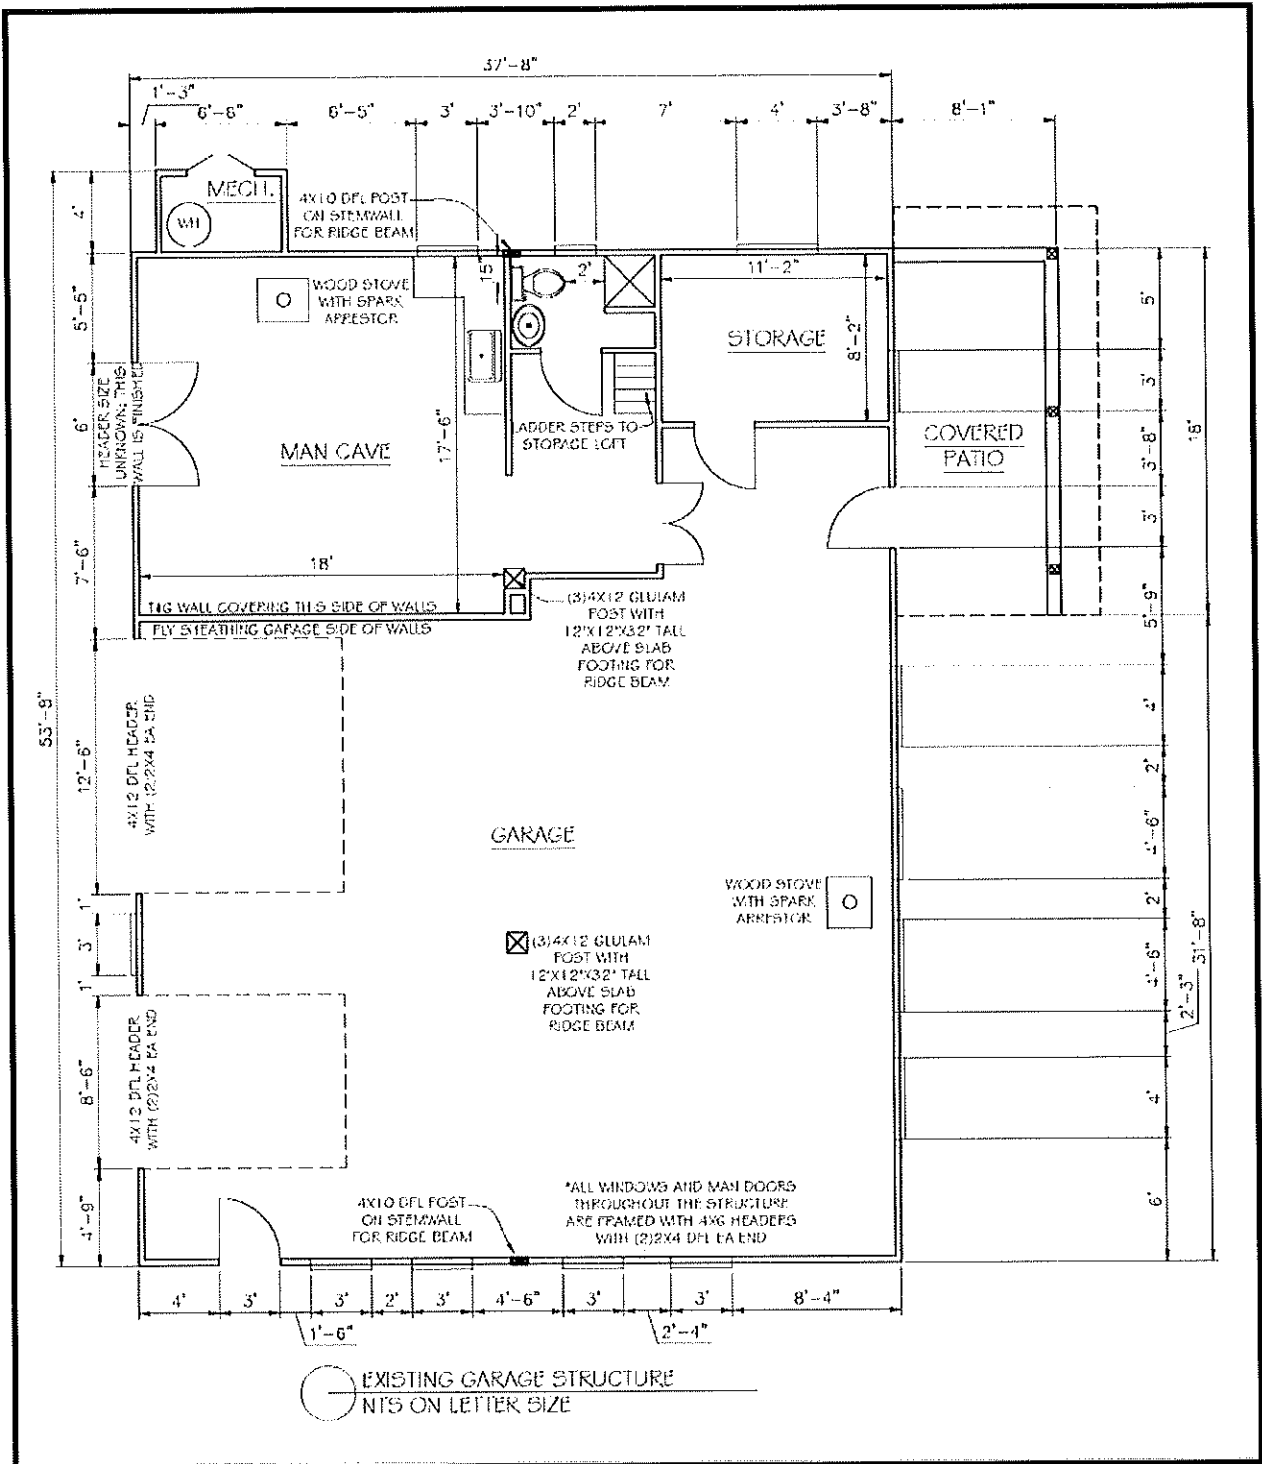 37'-8"
1'-3"
6'-8"
6'-5"
3'
3'-10"
2'
7'
4'
3'-8"
8'-1"
MECH.
WH
4X10 DFL POST
ON STEMWALL
FOR RIDGE BEAM
53'-8"
4'
5'-5"
6'
7'-6"
12'-6"
1'
3'
1'
8'-6"
4'-9"
WOOD STOVE
WITH SPARK
ARRESTOR
15"
2'
11'-2"
STORAGE
8'-2"
HEADER SIZE
UNKNOWN; THIS
WALL IS FINISHED
MAN CAVE
17'-6"
LADDER STEPS TO
STORAGE LOFT
COVERED
PATIO
18'
T&G WALL COVERING THIS SIDE OF WALLS
PLY SHEATHING GARAGE SIDE OF WALLS
(3)4X12 GLULAM
POST WITH
12"X12"X32" TALL
ABOVE SLAB
FOOTING FOR
RIDGE BEAM
4X12 DFL HEADER
WITH (2)2X4 EA END
GARAGE
WOOD STOVE
WITH SPARK
ARRESTOR
(3)4X12 GLULAM
POST WITH
12"X12"X32" TALL
ABOVE SLAB
FOOTING FOR
RIDGE BEAM
4X12 DFL HEADER
WITH (2)2X4 EA END
4X10 DFL POST
ON STEMWALL
FOR RIDGE BEAM
*ALL WINDOWS AND MAN DOORS
THROUGHOUT THE STRUCTURE
ARE FRAMED WITH 4X6 HEADERS
WITH (2)2X4 DFL EA END
5'
3'
3'-8"
3'
5'-9"
4'
2'
4'-6"
2'
4'-6"
2'-3"
4'
6'
18'
31'-8"
4'
3'
1'-6"
3'
2'
3'
4'-6"
3'
2'-4"
3'
8'-4"
EXISTING GARAGE STRUCTURE
NTS ON LETTER SIZE